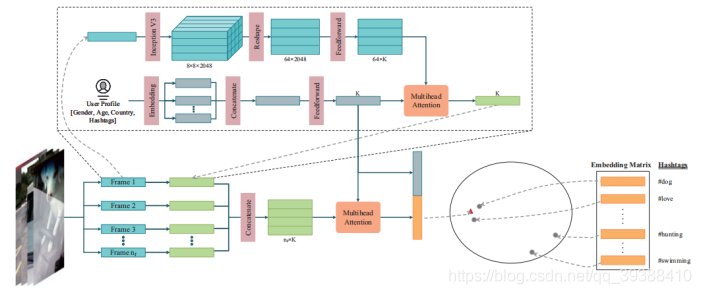 Inception V3
8×8×2048
Reshape
64×2048
Feedforward
64×K
User Profile
[Gender, Age, Country,
Hashtags]
Embedding
Concatenate
Feedforward
K
Multihead
Attention
K
Frame 1
Frame 2
Frame 3
Frame nf
Concatenate
nf×K
Multihead
Attention
Embedding Matrix
Hashtags
#dog
#love
#hunting
#swimming
https://blog.csdn.net/qq_39388410